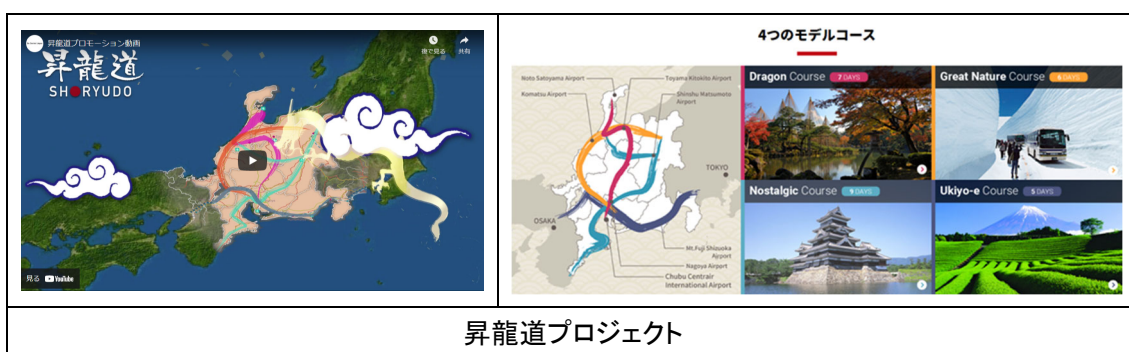 昇龍道プロモーション動画
後で見る
共有
昇龍道
SHORYUDO
見る YouTube
4つのモデルコース
Noto Satoyama Airport
Toyama Kitokito Airport
Komatsu Airport
Shinshu Matsumoto
Airport
TOKYO
OSAKA
Mt.Fuji Shizuoka
Airport
Nagoya Airport
Chubu Centrair
International Airport
Dragon Course 7 DAYS
Great Nature Course 6 DAYS
Nostalgic Course 9 DAYS
Ukiyo-e Course 5 DAYS
昇龍道プロジェクト